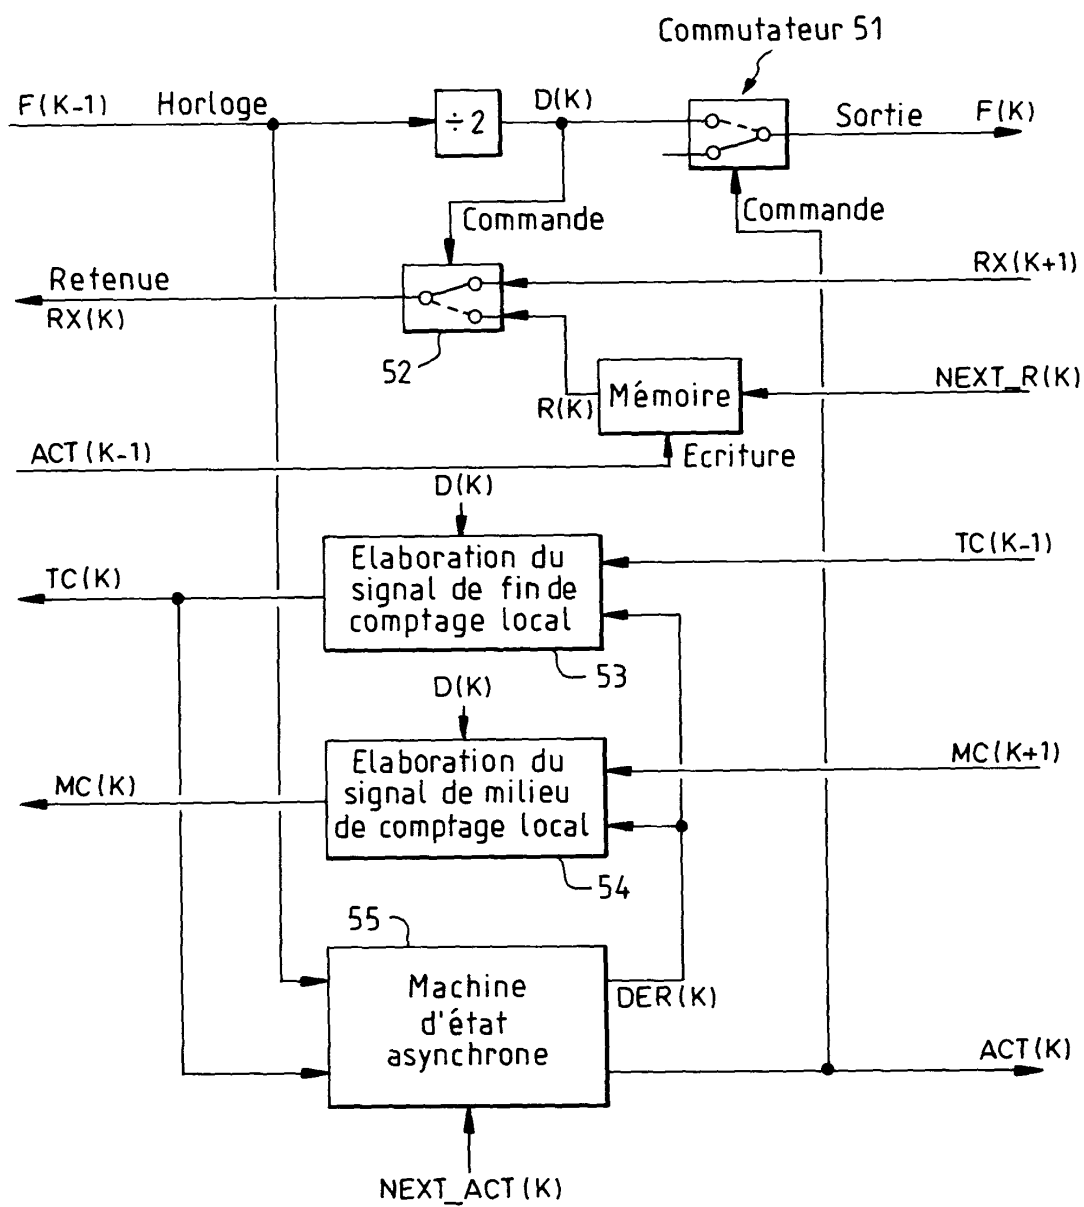 Commutateur 51
F(K-1) Horloge
÷2
D(K)
Sortie
F(K)
Commande
Commande
Retenue
RX(K)
RX(K+1)
52
NEXT_R(K)
R(K)
Mémoire
ACT(K-1)
Ecriture
D(K)
TC(K)
Elaboration du
signal de fin de
comptage local
TC(K-1)
53
D(K)
MC(K)
Elaboration du
signal de milieu
de comptage local
MC(K+1)
54
55
Machine
d'état
asynchrone
DER(K)
ACT(K)
NEXT_ACT(K)